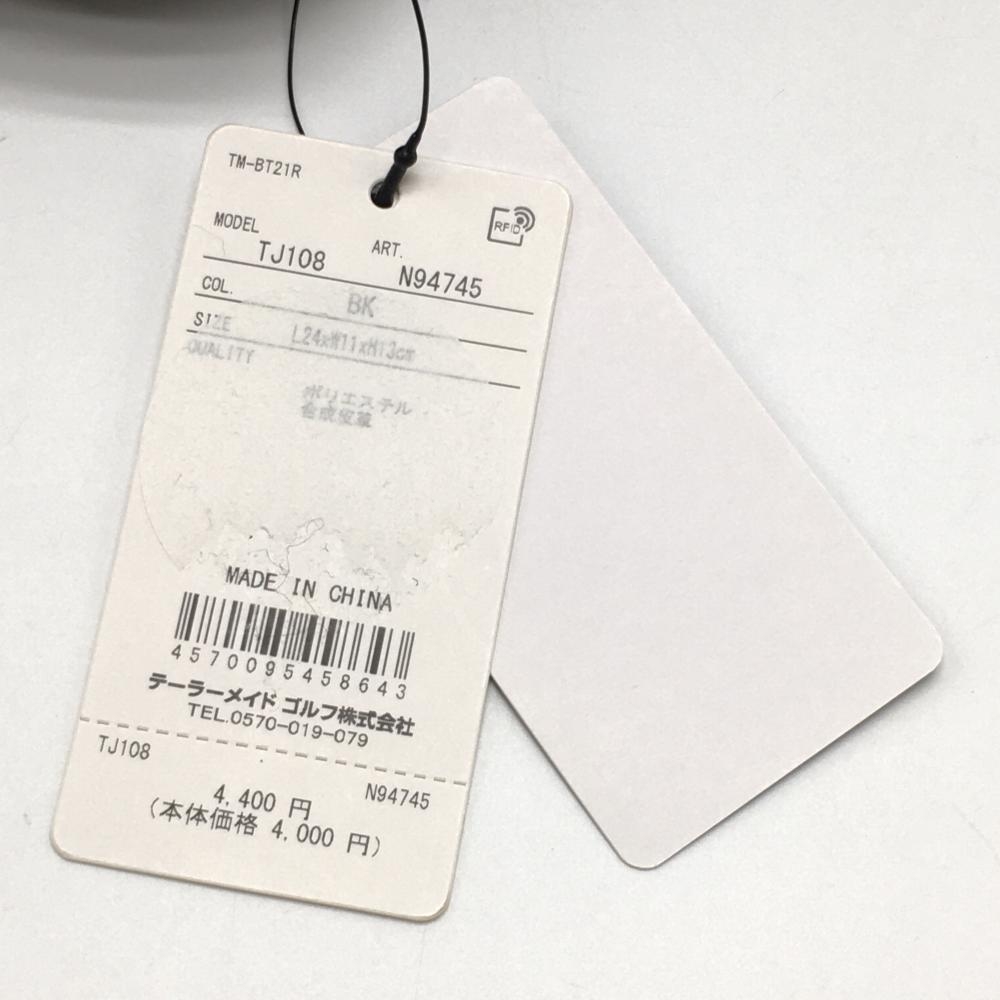 TM-BT21R
RFID
MODEL TJ108 ART. N94745
COL. BK
SIZE L24xW11xH13cm
QUALITY
ポリエステル
合成皮革
MADE IN CHINA
4570095458643
テーラーメイド ゴルフ株式会社
TEL.0570-019-079
TJ108 N94745
4,400 円
(本体価格 4,000 円)